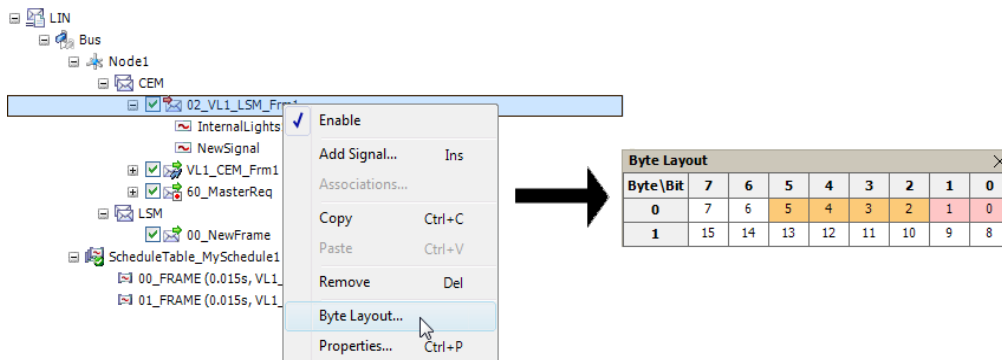 LIN
Bus
Node1
CEM
02_VL1_LSM_Frm1
InternalLights
NewSignal
VL1_CEM_Frm1
60_MasterReq
LSM
00_NewFrame
ScheduleTable_MySchedule1
00_FRAME (0.015s, VL1_
01_FRAME (0.015s, VL1_
Enable
Add Signal... Ins
Associations...
Copy Ctrl+C
Paste Ctrl+V
Remove Del
Byte Layout...
Properties... Ctrl+P
Byte Layout
Byte\Bit 7 6 5 4 3 2 1 0
0 7 6 5 4 3 2 1 0
1 15 14 13 12 11 10 9 8